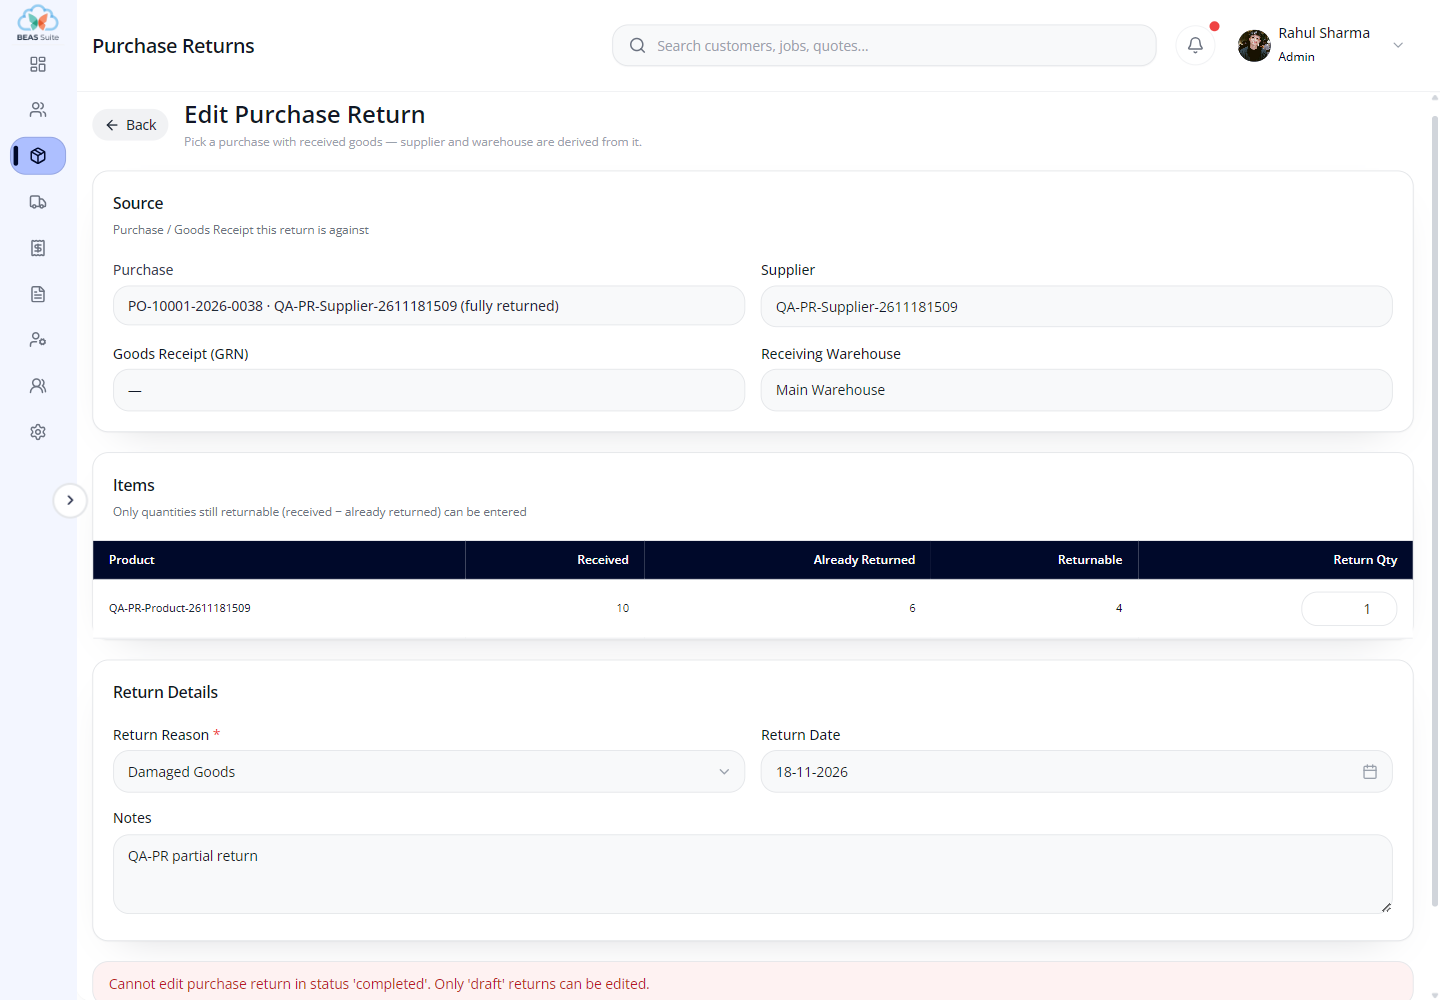 BEAS Suite
Purchase Returns
Search customers, jobs, quotes...
Rahul Sharma
Admin
Back
Edit Purchase Return
Pick a purchase with received goods — supplier and warehouse are derived from it.
Source
Purchase / Goods Receipt this return is against
Purchase
Supplier
PO-10001-2026-0038 · QA-PR-Supplier-2611181509 (fully returned)
QA-PR-Supplier-2611181509
Goods Receipt (GRN)
Receiving Warehouse
—
Main Warehouse
Items
Only quantities still returnable (received − already returned) can be entered
Product Received Already Returned Returnable Return Qty
QA-PR-Product-2611181509 10 6 4 1
Return Details
Return Reason *
Return Date
Damaged Goods
18-11-2026
Notes
QA-PR partial return
Cannot edit purchase return in status 'completed'. Only 'draft' returns can be edited.